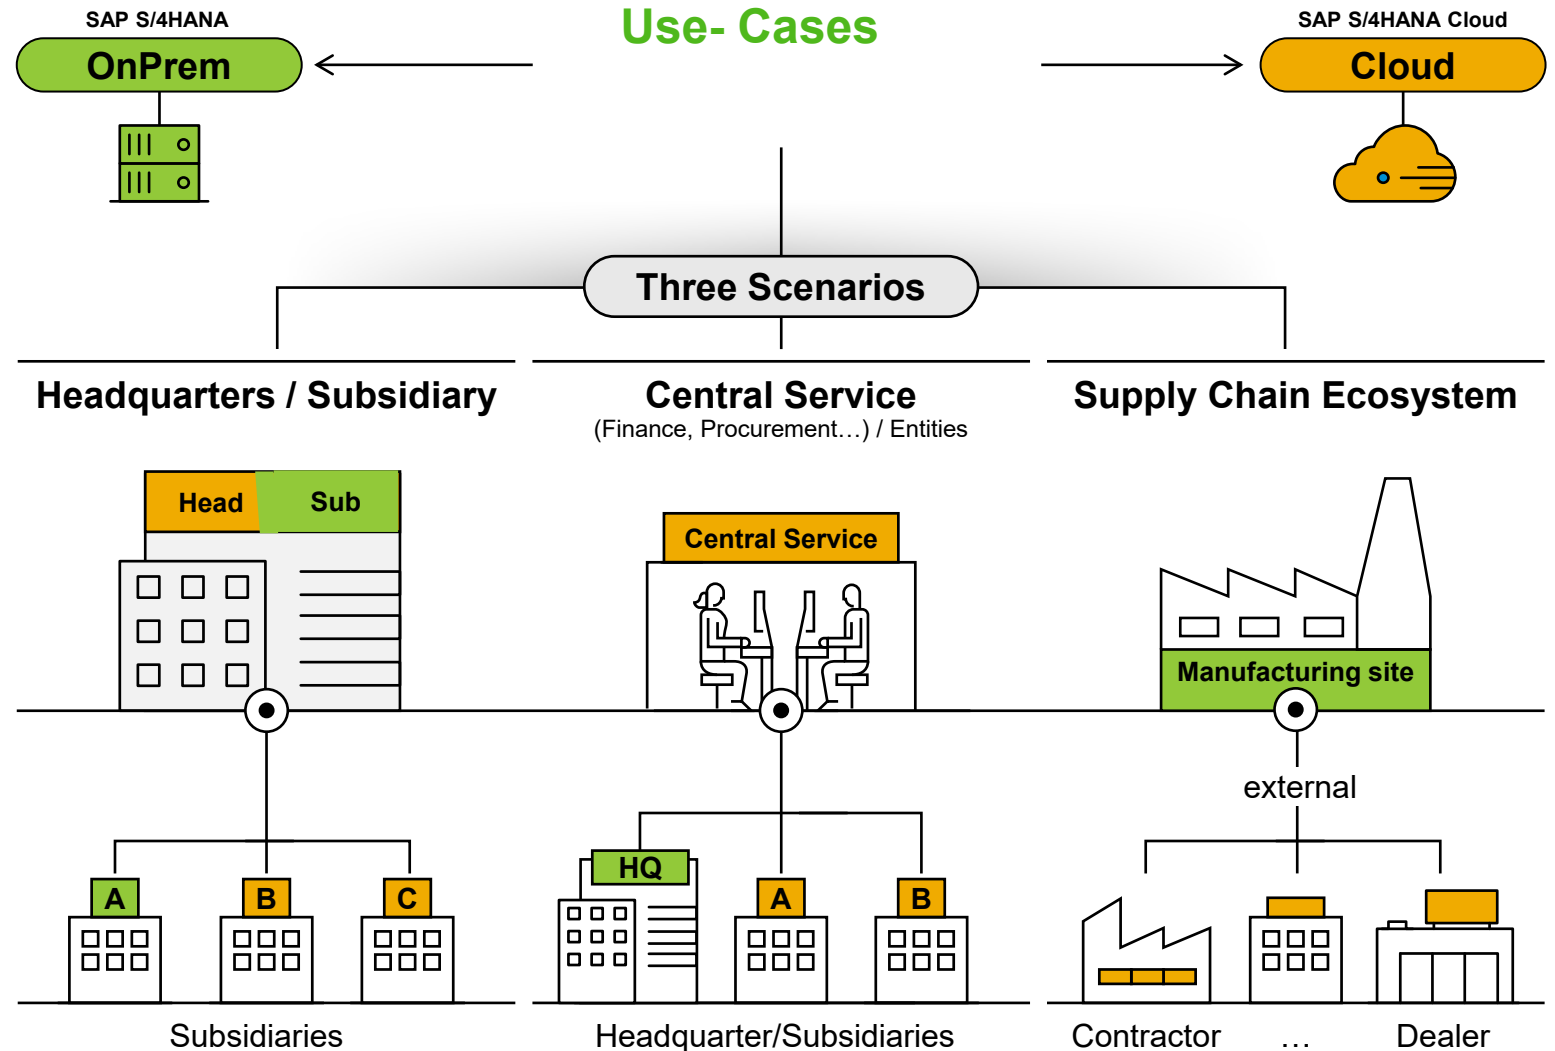 SAP S/4HANA
OnPrem
Use- Cases
SAP S/4HANA Cloud
Cloud
Three Scenarios
Headquarters / Subsidiary
Central Service
(Finance, Procurement…) / Entities
Supply Chain Ecosystem
Head
Sub
Central Service
Manufacturing site
external
A
B
C
HQ
A
B
Subsidiaries
Headquarter/Subsidiaries
Contractor
…
Dealer